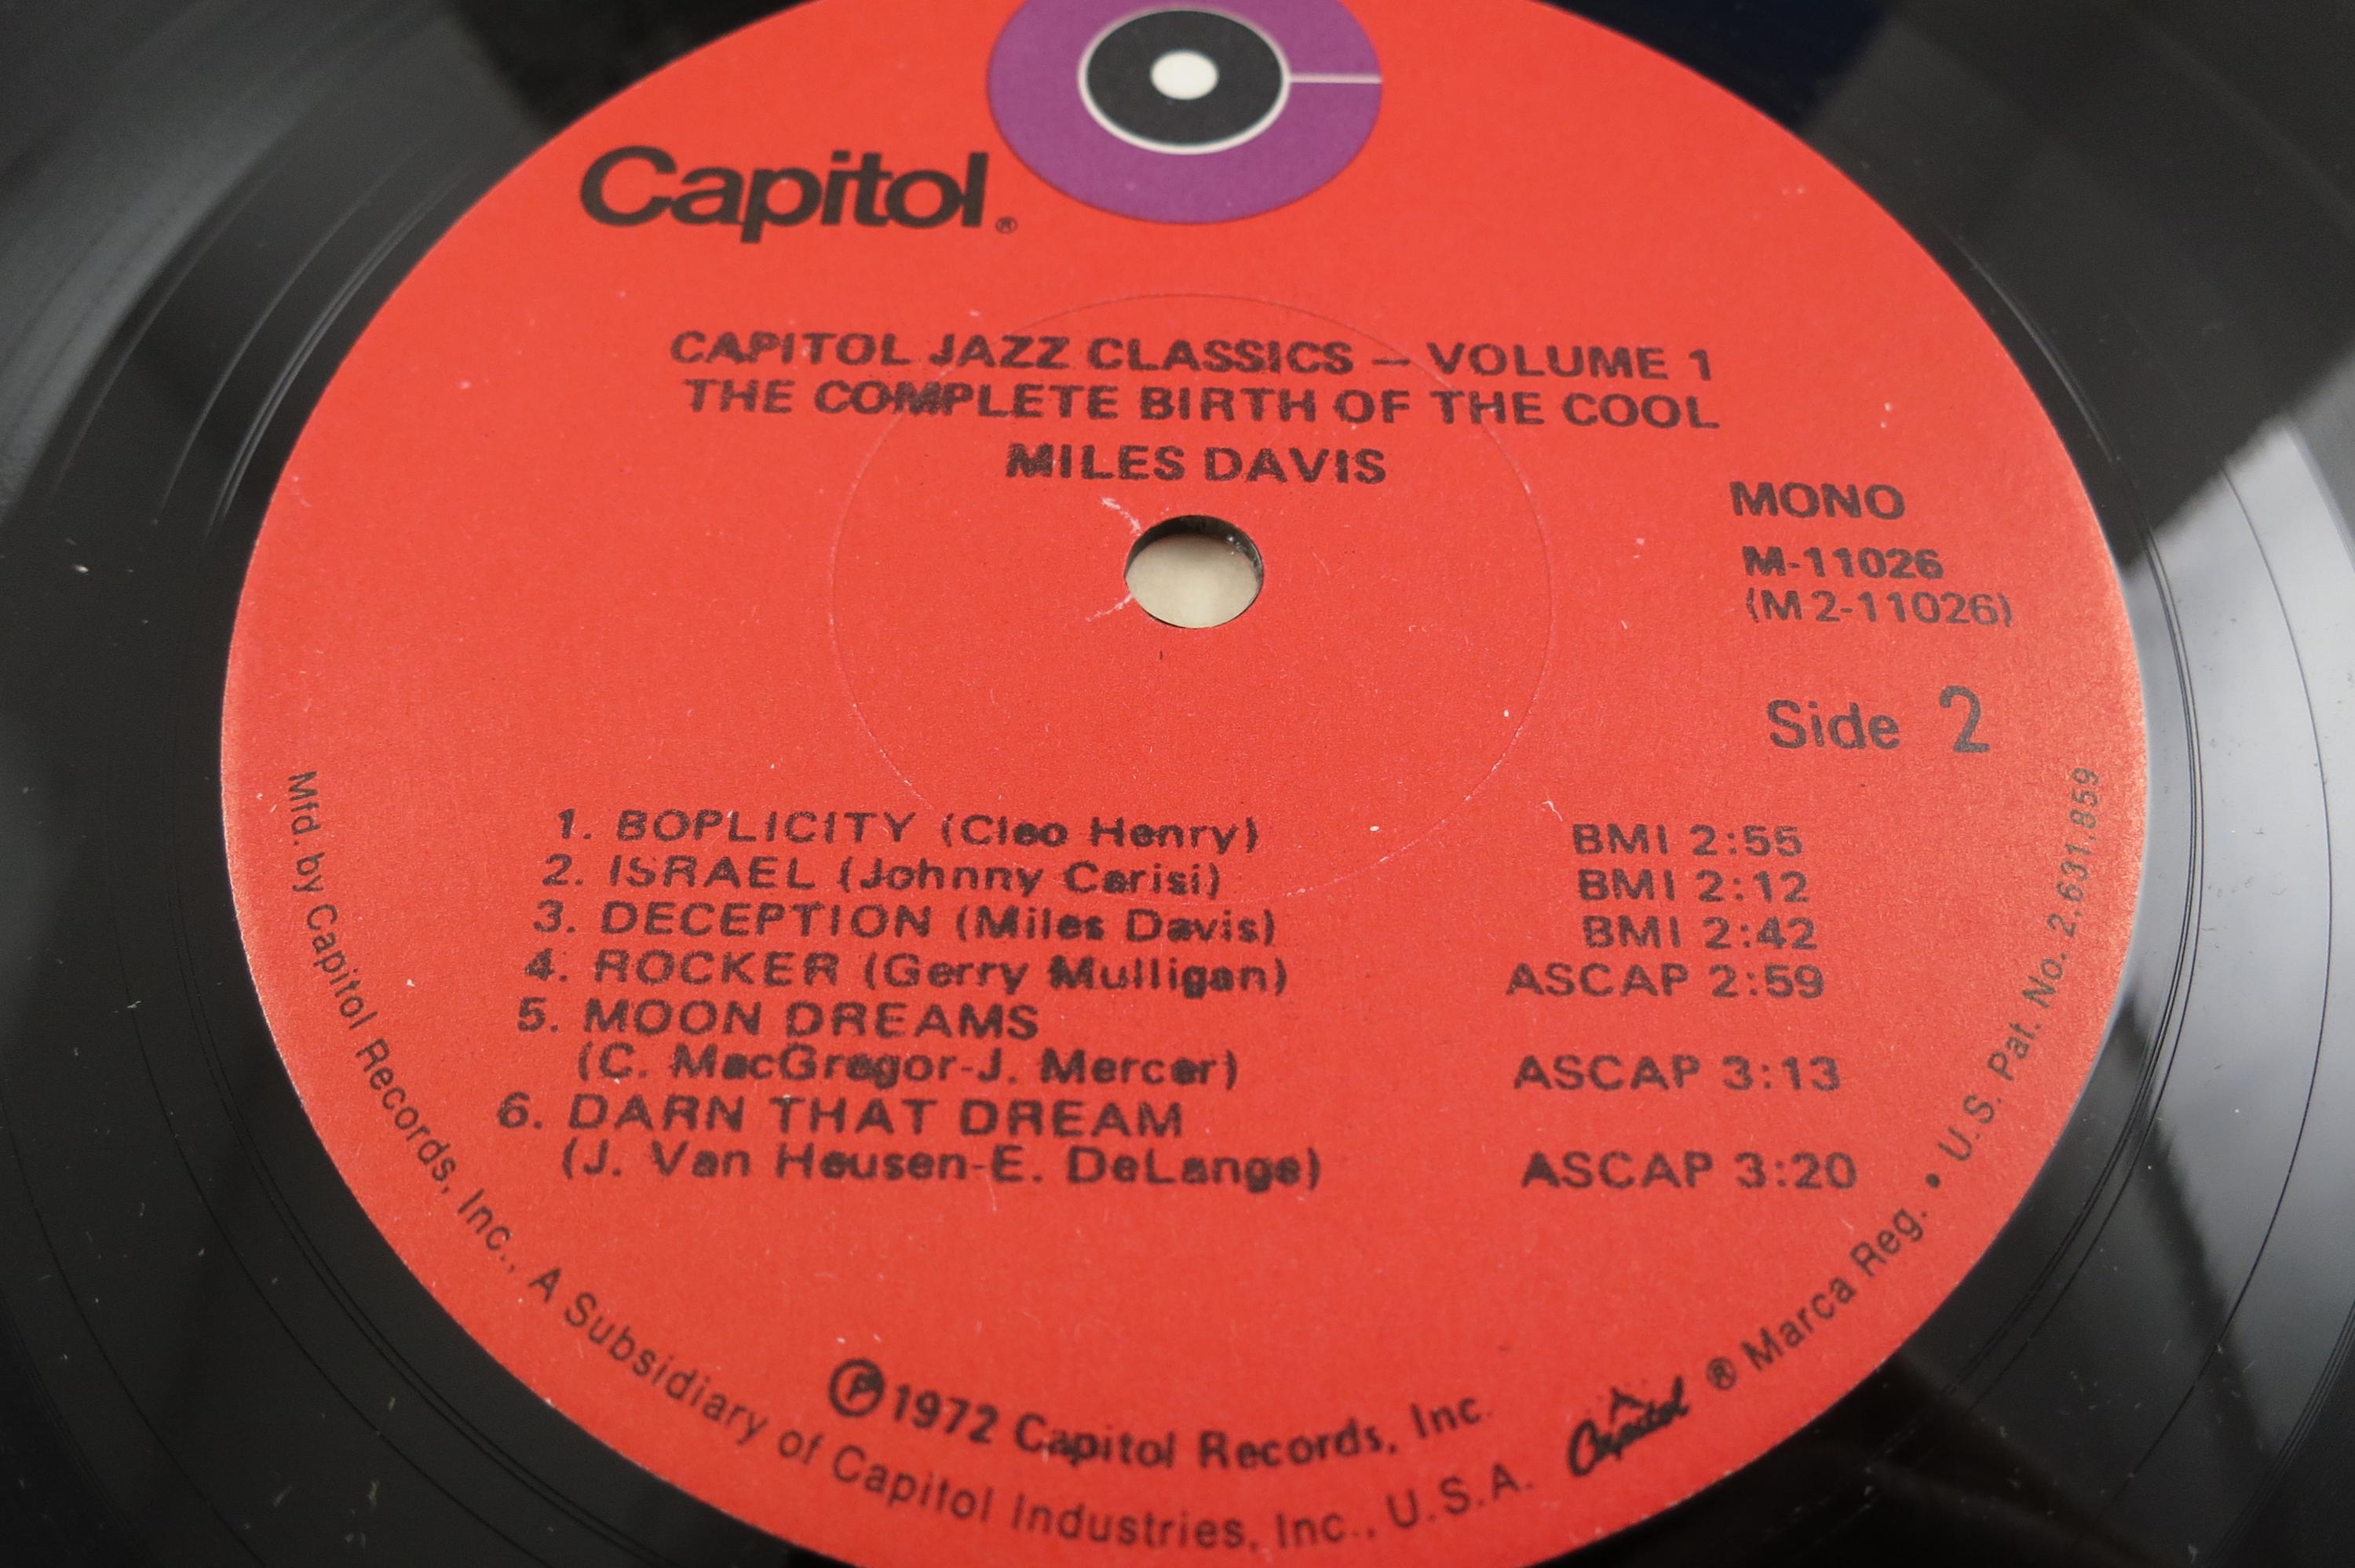 Capitol®
CAPITOL JAZZ CLASSICS – VOLUME 1
THE COMPLETE BIRTH OF THE COOL
MILES DAVIS
MONO
M-11026
(M2-11026)
Side 2
1. BOPLICITY (Cleo Henry) BMI 2:55
2. ISRAEL (Johnny Carisi) BMI 2:12
3. DECEPTION (Miles Davis) BMI 2:42
4. ROCKER (Gerry Mulligan) ASCAP 2:59
5. MOON DREAMS
(C. MacGregor-J. Mercer) ASCAP 3:13
6. DARN THAT DREAM
(J. Van Heusen-E. DeLange) ASCAP 3:20
℗1972 Capitol Records, Inc.
Mfd. by Capitol Records, Inc., A Subsidiary of Capitol Industries, Inc., U.S.A. Capitol ® Marca Reg. • U.S. Pat. No. 2,631,859